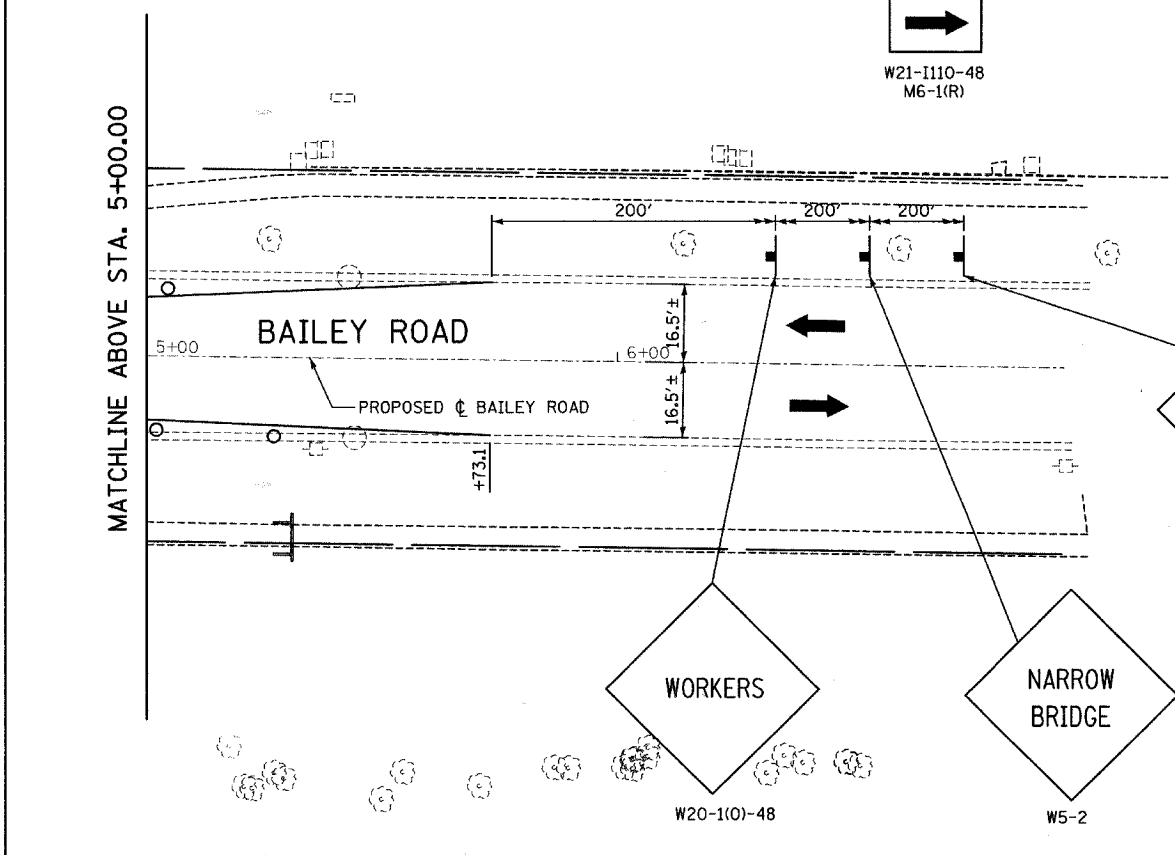 W21-I110-48
M6-1(R)
MATCHLINE ABOVE STA. 5+00.00
200'
200'
200'
BAILEY ROAD
16.5'±
5+00
6+00
PROPOSED ℄ BAILEY ROAD
16.5'±
+73.1
WORKERS
NARROW
BRIDGE
W20-1(O)-48
W5-2